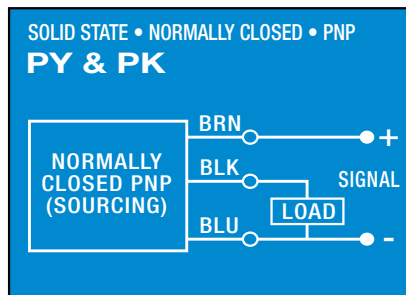 SOLID STATE • NORMALLY CLOSED • PNP
PY & PK
BRN
+
NORMALLY
CLOSED PNP
(SOURCING)
BLK
SIGNAL
LOAD
BLU
-